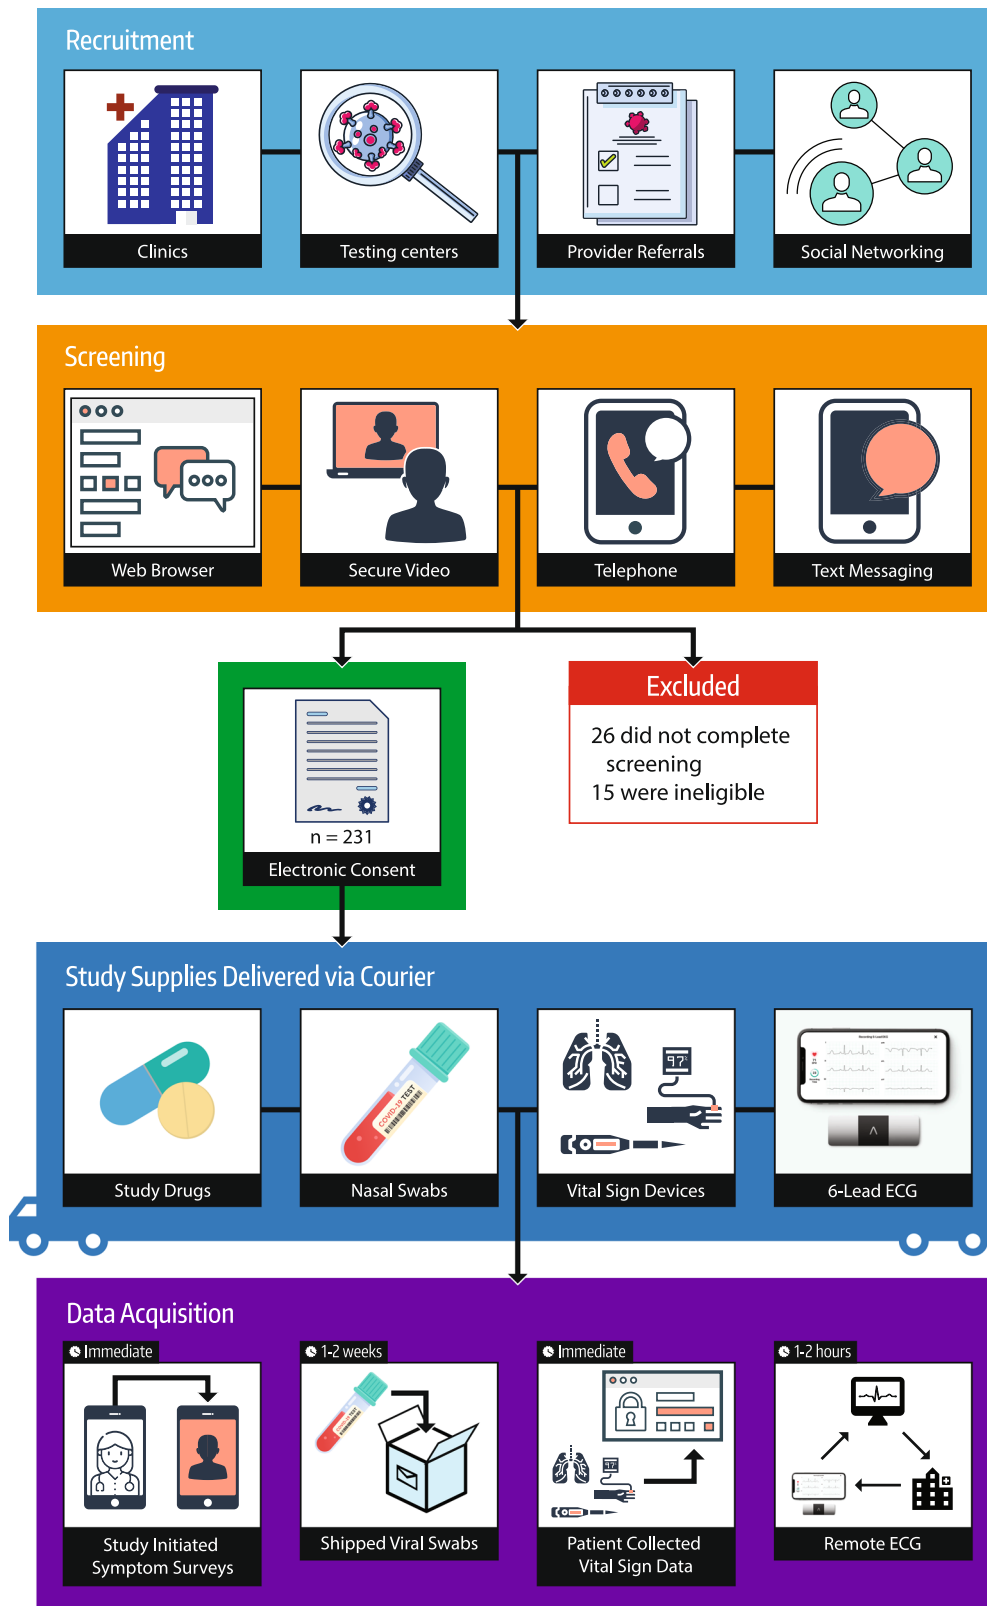 Recruitment
Clinics
Testing centers
Provider Referrals
Social Networking
Screening
Web Browser
Secure Video
Telephone
Text Messaging
Excluded
26 did not complete
screening
15 were ineligible
n = 231
Electronic Consent
Study Supplies Delivered via Courier
COVID-19 TEST
97
Study Drugs
Nasal Swabs
Vital Sign Devices
6-Lead ECG
Data Acquisition
Immediate
1-2 weeks
Immediate
1-2 hours
COVID-19 TEST
97
Study Initiated
Symptom Surveys
Shipped Viral Swabs
Patient Collected
Vital Sign Data
Remote ECG